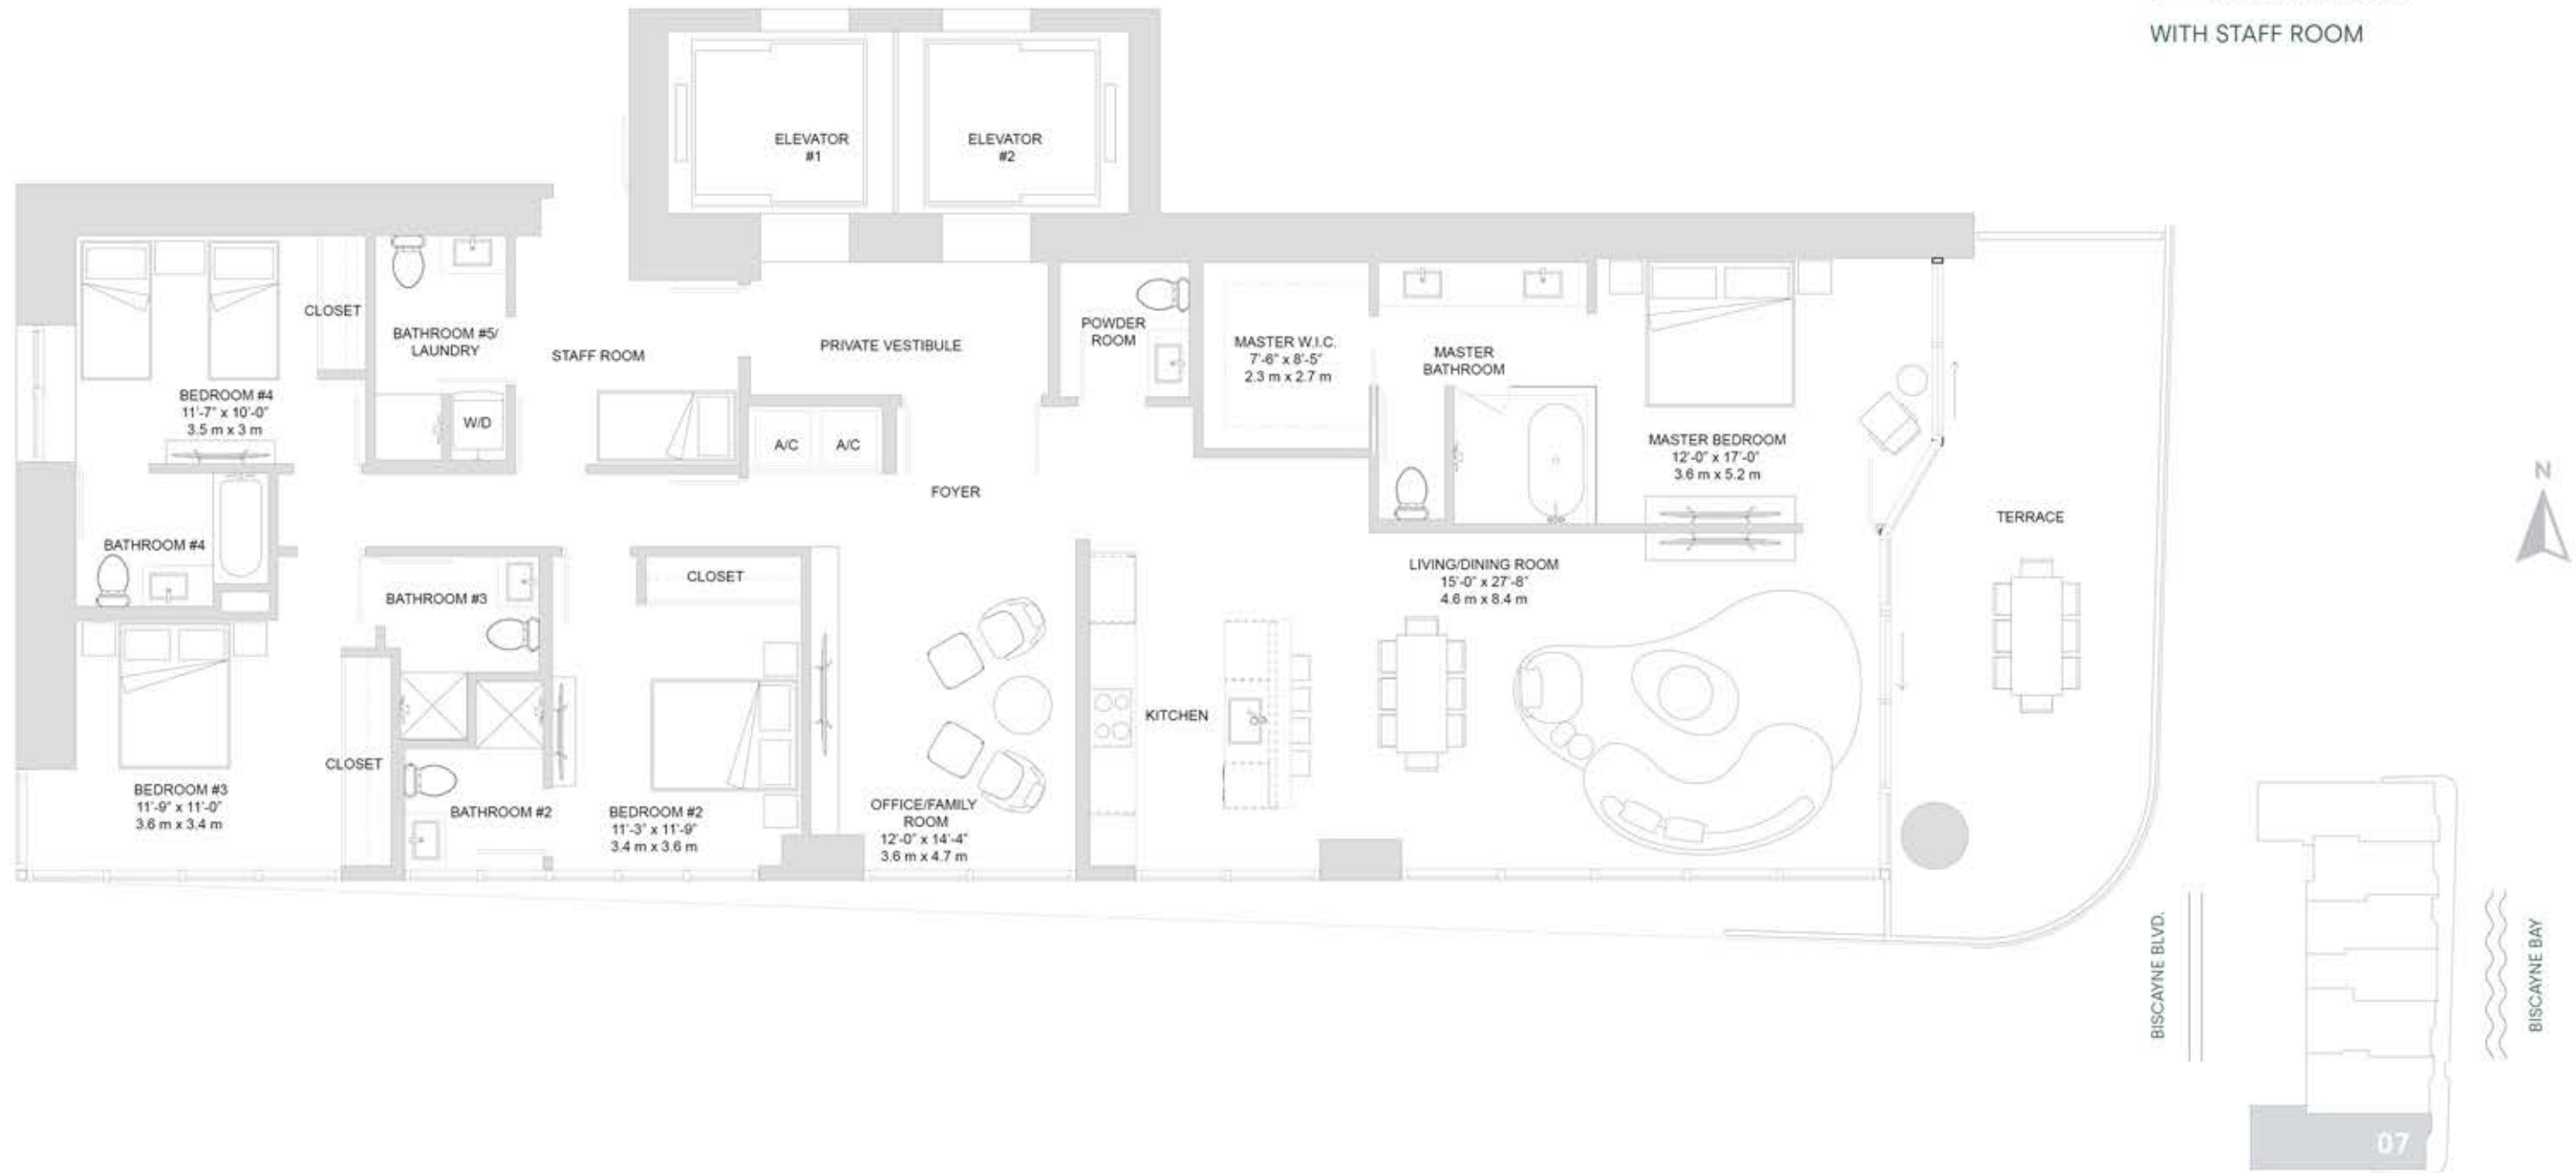 WITH STAFF ROOM
ELEVATOR
#1
ELEVATOR
#2
CLOSET
BATHROOM #5/
LAUNDRY
STAFF ROOM
PRIVATE VESTIBULE
POWDER
ROOM
MASTER W.I.C.
7'-6" x 8'-5"
2.3 m x 2.7 m
MASTER
BATHROOM
BEDROOM #4
11'-7" x 10'-0"
3.5 m x 3 m
W/D
A/C
A/C
MASTER BEDROOM
12'-0" x 17'-0"
3.6 m x 5.2 m
FOYER
TERRACE
N
BATHROOM #4
BATHROOM #3
CLOSET
LIVING/DINING ROOM
15'-0" x 27'-8"
4.6 m x 8.4 m
KITCHEN
CLOSET
BEDROOM #3
11'-9" x 11'-0"
3.6 m x 3.4 m
BATHROOM #2
BEDROOM #2
11'-3" x 11'-9"
3.4 m x 3.6 m
OFFICE/FAMILY
ROOM
12'-0" x 14'-4"
3.6 m x 4.7 m
BISCAYNE BLVD.
BISCAYNE BAY
07